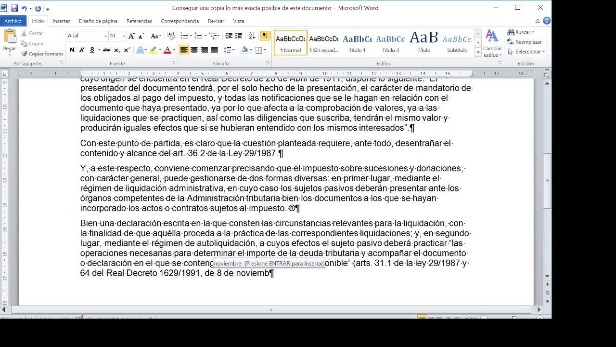 Conseguir una copia lo mas exacta posible de este documento - Microsoft Word
Archivo Inicio Insertar Diseño de página Referencias Correspondencia Revisar Vista
Cortar
Copiar
Copiar formato
Pegar
Arial
AaBbCcDc AaBbCcDc AaBbC AaBbCc AaB AaBbCc
1 Normal 1 Sin espa... Título 1 Título 2 Título Subtítulo
Cambiar estilos
Buscar
Reemplazar
Seleccionar
Portapapeles Fuente Párrafo Estilos Edición
cuyo origen se encuentra en el Real Decreto de 20 de Abril de 1911, dispone lo siguiente: "El
presentador del documento tendrá, por el solo hecho de la presentación, el carácter de mandatario de
los obligados al pago del impuesto, y todas las notificaciones que se le hagan en relación con el
documento que haya presentado, ya por lo que afecta a la comprobación de valores, ya a las
liquidaciones que se practiquen, así como las diligencias que suscriba, tendrán el mismo valor y
producirán iguales efectos que si se hubieran entendido con los mismos interesados".¶
Con este punto de partida, es claro que la cuestión planteada requiere, ante todo, desentrañar el
contenido y alcance del art. 36.2 de la Ley 29/1987.¶
Y, a este respecto, conviene comenzar precisando que el impuesto sobre sucesiones y donaciones,
con carácter general, puede gestionarse de dos formas diversas: en primer lugar, mediante el
régimen de liquidación administrativa, en cuyo caso los sujetos pasivos deberán presentar ante los
órganos competentes de la Administración tributaria bien los documentos a los que se hayan
incorporado los actos o contratos sujetos al impuesto.
Bien una declaración escrita en la que consten las circunstancias relevantes para la liquidación, con
la finalidad de que aquélla proceda a la práctica de las correspondientes liquidaciones; y, en segundo
lugar, mediante el régimen de autoliquidación, a cuyos efectos el sujeto pasivo deberá practicar "las
operaciones necesarias para determinar el importe de la deuda tributaria y acompañar el documento
noviembre (Presione ENTRAR para insertar)
o declaración en el que se conten onible" (arts. 31.1 de la ley 29/1987 y
64 del Real Decreto 1629/1991, de 8 de noviemb¶